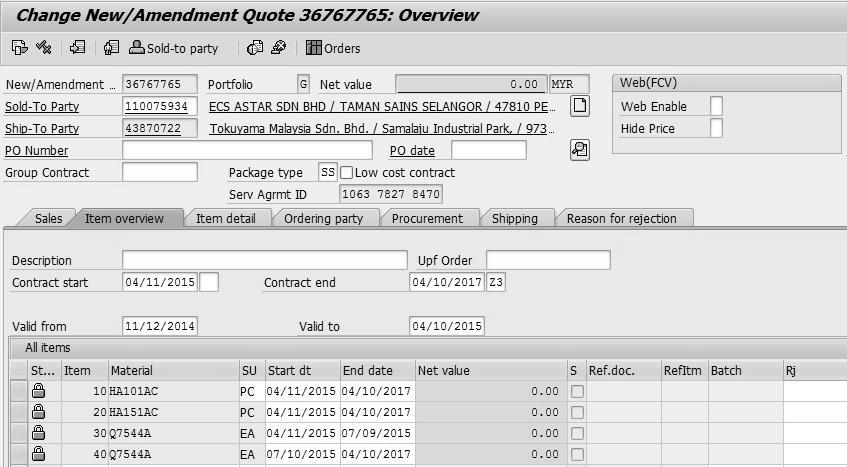 Change New/Amendment Quote 36767765: Overview
Sold-to party Orders
New/Amendment .. 36767765 Portfolio G Net value 0.00 MYR Web(FCV)
Sold-To Party 110075934 ECS ASTAR SDN BHD / TAMAN SAINS SELANGOR / 47810 PE... Web Enable
Ship-To Party 43870722 Tokuyama Malaysia Sdn. Bhd. / Samalaju Industrial Park, / 973... Hide Price
PO Number PO date
Group Contract Package type SS Low cost contract
Serv Agrmt ID 1063 7827 8470
Sales Item overview Item detail Ordering party Procurement Shipping Reason for rejection
Description Upf Order
Contract start 04/11/2015 Contract end 04/10/2017 Z3
Valid from 11/12/2014 Valid to 04/10/2015
All items
St... Item Material SU Start dt End date Net value S Ref.doc. RefItm Batch Rj
10 HA101AC PC 04/11/2015 04/10/2017 0.00
20 HA151AC PC 04/11/2015 04/10/2017 0.00
30 Q7544A EA 04/11/2015 07/09/2015 0.00
40 Q7544A EA 07/10/2015 04/10/2017 0.00